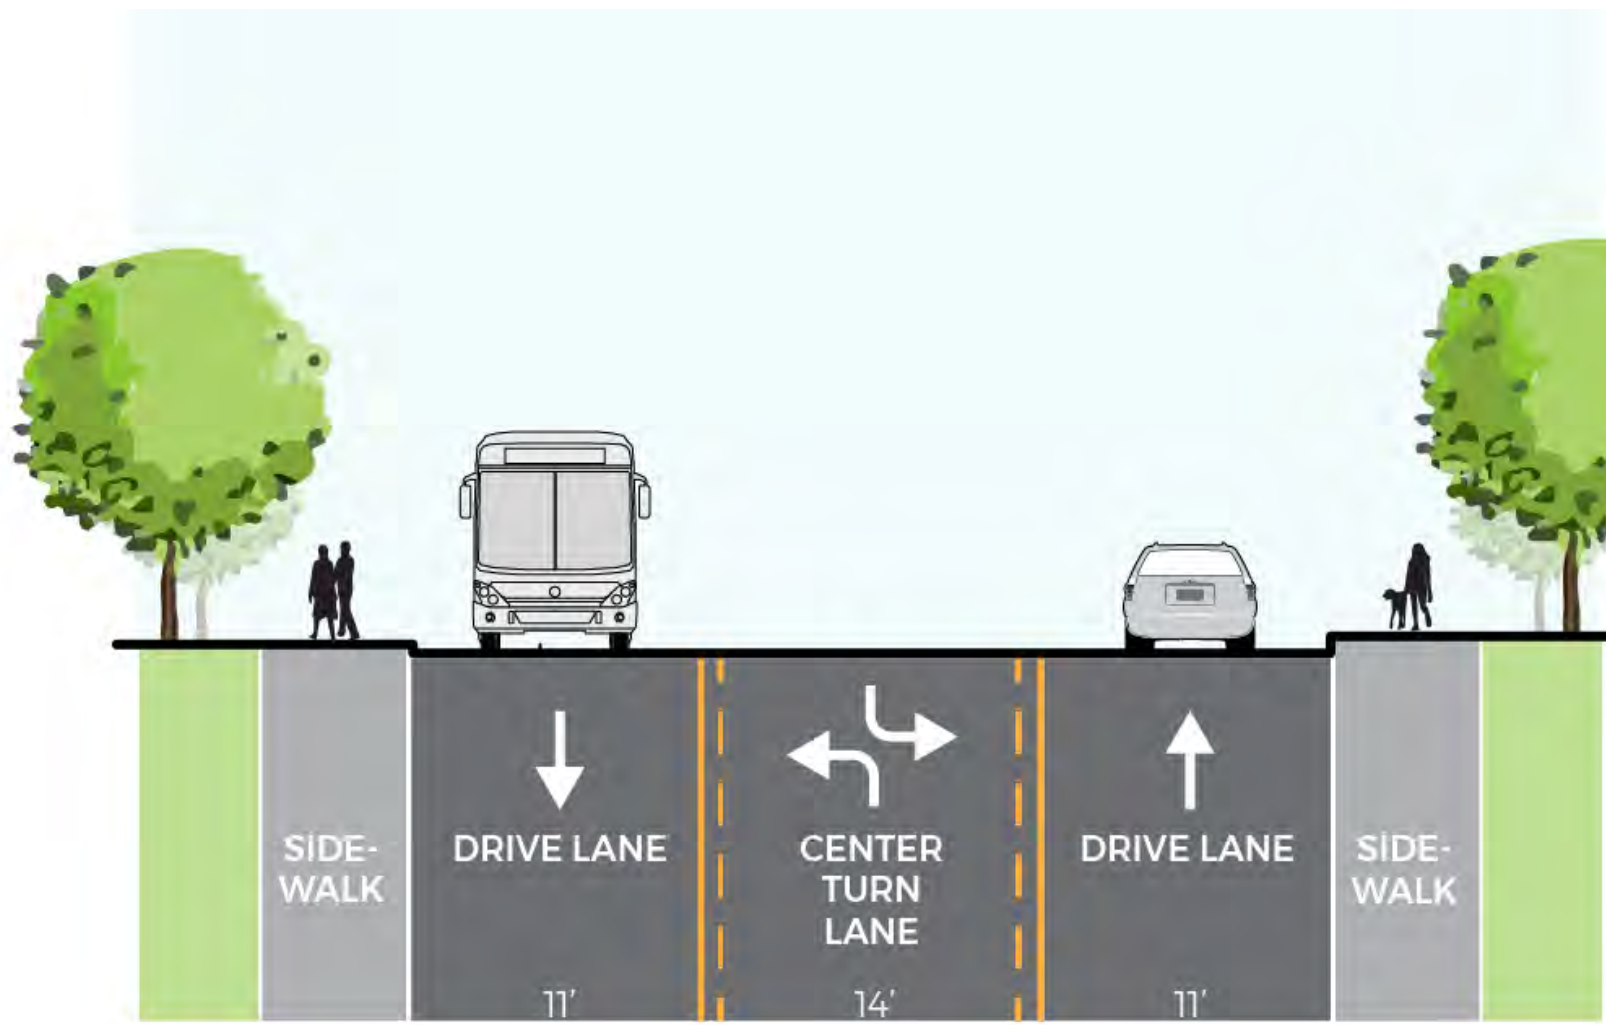 SIDE-
WALK
DRIVE LANE
11’
CENTER
TURN
LANE
14’
DRIVE LANE
11’
SIDE-
WALK